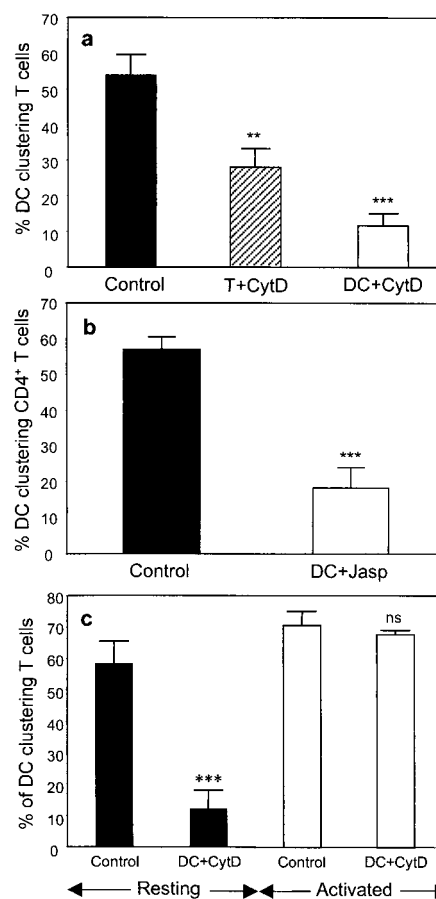 a
% DC clustering T cells
70
60
50
40
30
20
10
0
**
***
Control T+CytD DC+CytD
b
% DC clustering CD4⁺ T cells
70
60
50
40
30
20
10
0
***
Control DC+Jasp
c
% of DC clustering T cells
80
70
60
50
40
30
20
10
0
***
ns
Control DC+CytD Control DC+CytD
Resting Activated